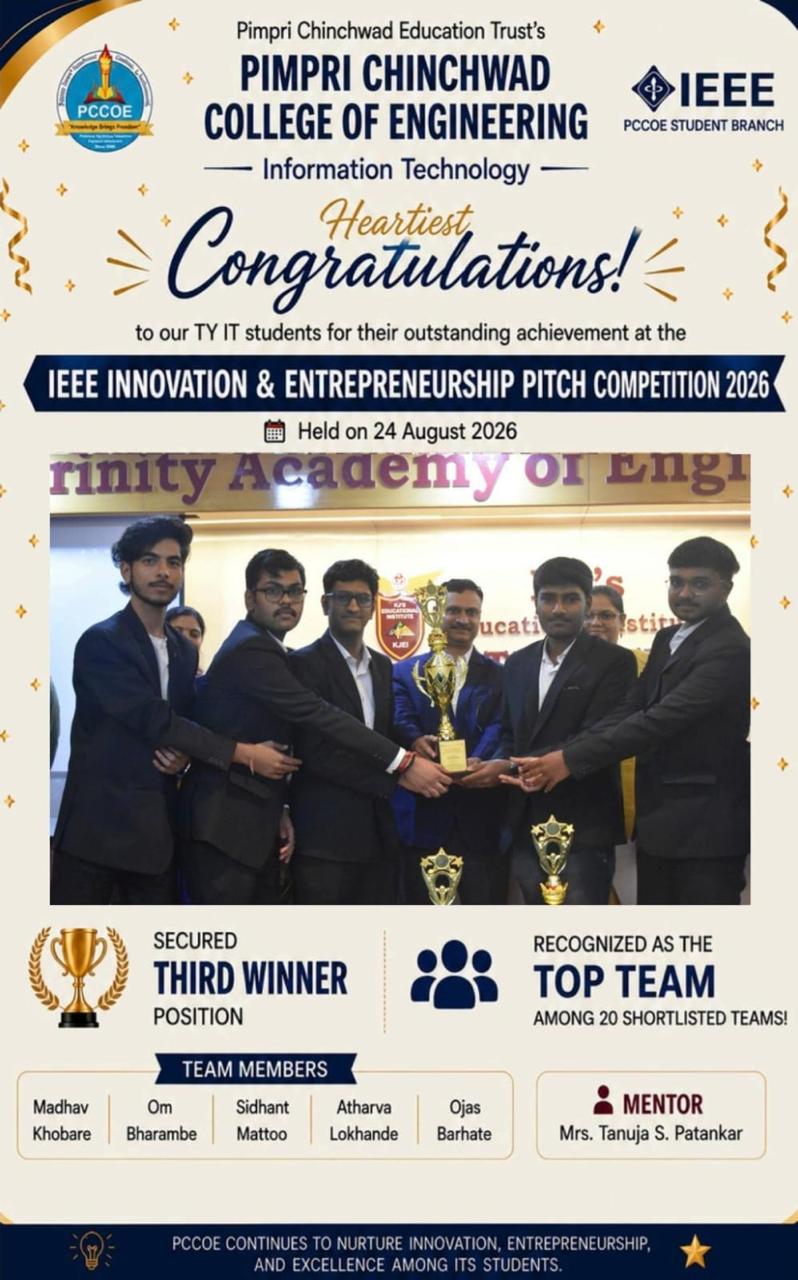 Pimpri Chinchwad Education Trust's
PIMPRI CHINCHWAD
COLLEGE OF ENGINEERING
Information Technology
PCCOE
"Knowledge Brings Freedom"
IEEE
PCCOE STUDENT BRANCH
Heartiest
Congratulations!
to our TY IT students for their outstanding achievement at the
IEEE INNOVATION & ENTREPRENEURSHIP PITCH COMPETITION 2026
Held on 24 August 2026
rinity Academy of Engi
KJ'S
EDUCATIONAL
INSTITUTE
KJEI
SECURED
THIRD WINNER
POSITION
RECOGNIZED AS THE
TOP TEAM
AMONG 20 SHORTLISTED TEAMS!
TEAM MEMBERS
Madhav
Khobare
Om
Bharambe
Sidhant
Mattoo
Atharva
Lokhande
Ojas
Barhate
MENTOR
Mrs. Tanuja S. Patankar
PCCOE CONTINUES TO NURTURE INNOVATION, ENTREPRENEURSHIP,
AND EXCELLENCE AMONG ITS STUDENTS.